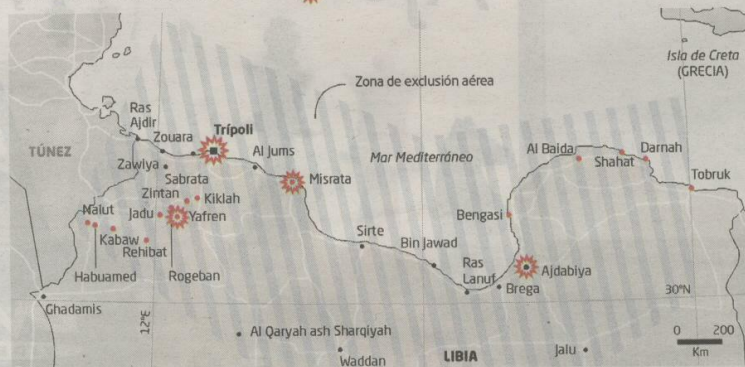 Isla de Creta
(GRECIA)
Zona de exclusión aérea
Ras
Ajdir
Trípoli
Zouara
TÚNEZ
Zawiya
Sabrata
Al Jums
Mar Mediterráneo
Al Baida
Shahat
Darnah
Misrata
Tobruk
Zintan
Kiklah
Nalut
Jadu
Yafren
Bengasi
Kabaw
Rehibat
Sirte
Bin Jawad
Habuamed
Rogeban
Ras
Lanuf
Ajdabiya
Brega
30°N
Ghadamis
12°E
Al Qaryah ash Sharqiyah
Waddan
LIBIA
Jalu
0 200
Km